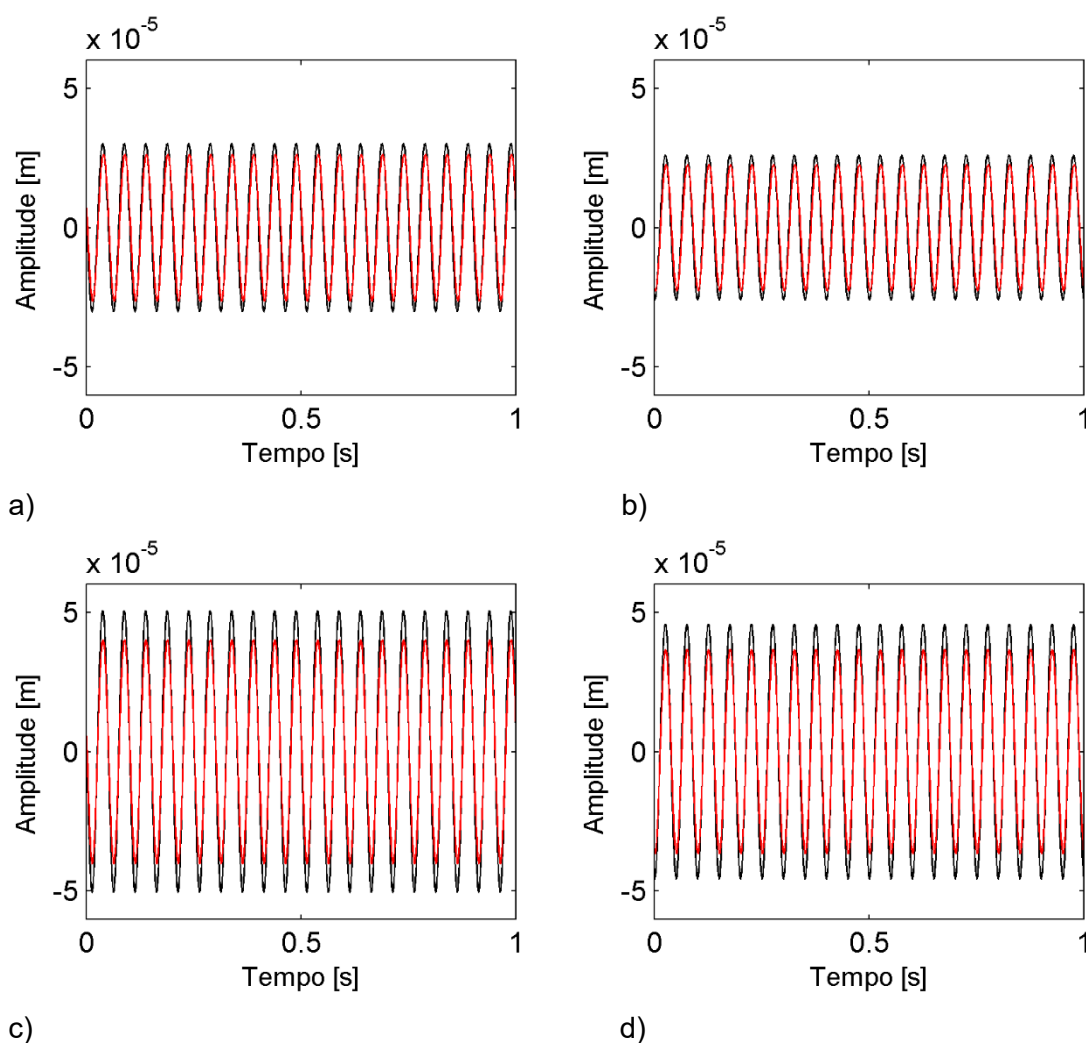 x 10^-5
5
0
-5
Amplitude [m]
0 0.5 1
Tempo [s]
a)
x 10^-5
5
0
-5
Amplitude [m]
0 0.5 1
Tempo [s]
b)
x 10^-5
5
0
-5
Amplitude [m]
0 0.5 1
Tempo [s]
c)
x 10^-5
5
0
-5
Amplitude [m]
0 0.5 1
Tempo [s]
d)